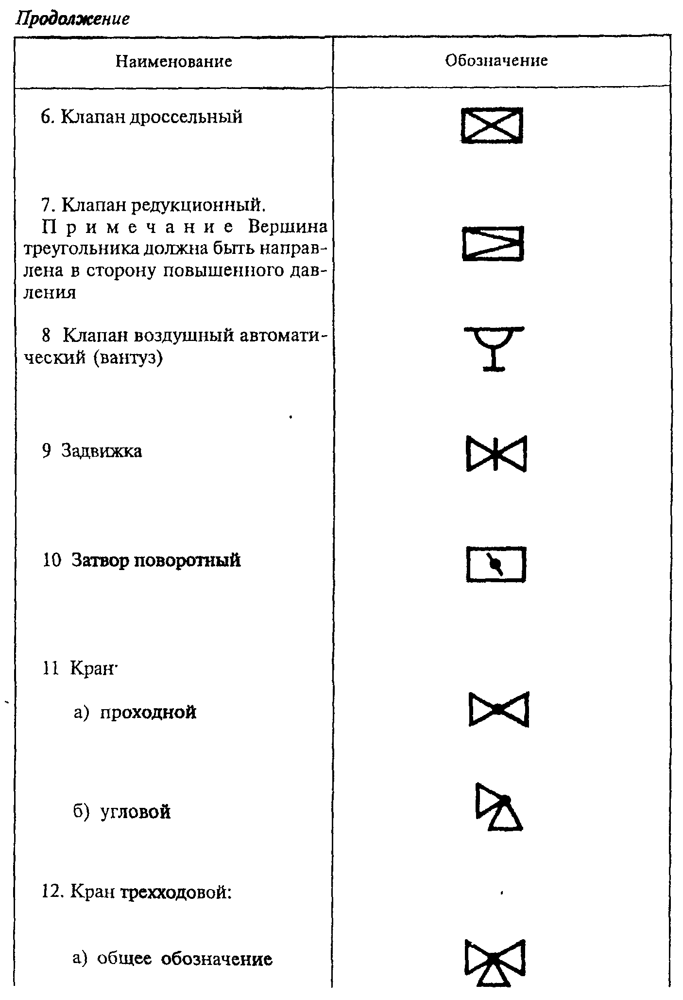 Продолжение
Наименование
Обозначение
6. Клапан дроссельный
7. Клапан редукционный.
Примечание Вершина
треугольника должна быть направ-
лена в сторону повышенного дав-
ления
8 Клапан воздушный автомати-
ческий (вантуз)
9 Задвижка
10 Затвор поворотный
11 Кран·
а) проходной
б) угловой
12. Кран трехходовой:
а) общее обозначение